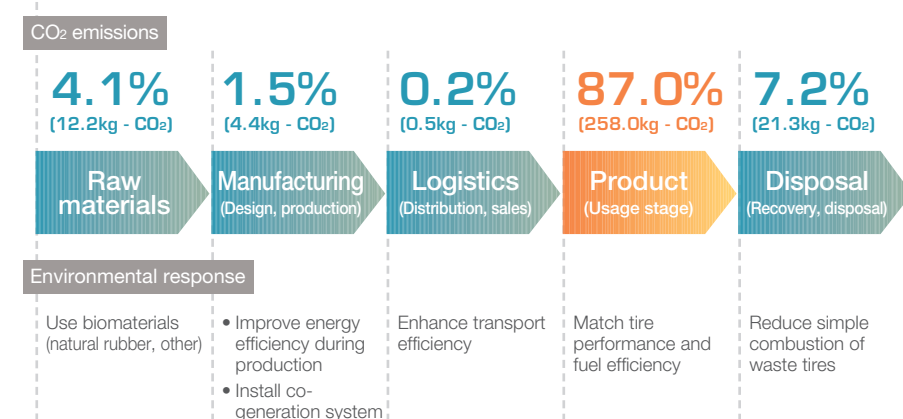 CO2 emissions
4.1%
(12.2kg - CO2)
1.5%
(4.4kg - CO2)
0.2%
(0.5kg - CO2)
87.0%
(258.0kg - CO2)
7.2%
(21.3kg - CO2)
Raw
materials
Manufacturing
(Design, production)
Logistics
(Distribution, sales)
Product
(Usage stage)
Disposal
(Recovery, disposal)
Environmental response
Use biomaterials
(natural rubber, other)
• Improve energy
efficiency during
production
• Install co-
generation system
Enhance transport
efficiency
Match tire
performance and
fuel efficiency
Reduce simple
combustion of
waste tires